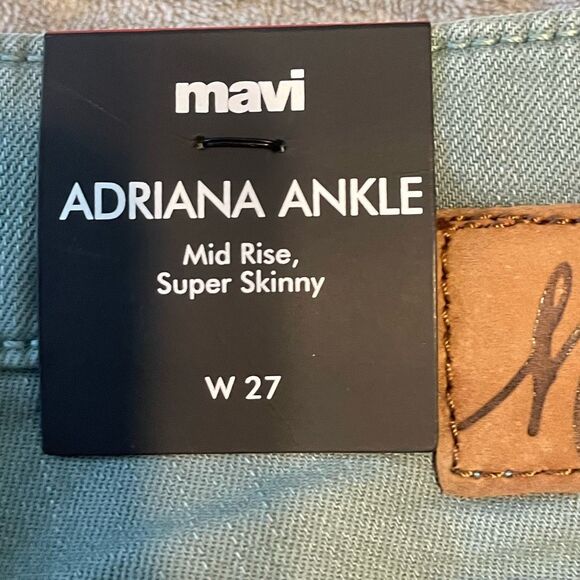 mavi
ADRIANA ANKLE
Mid Rise,
Super Skinny
W 27